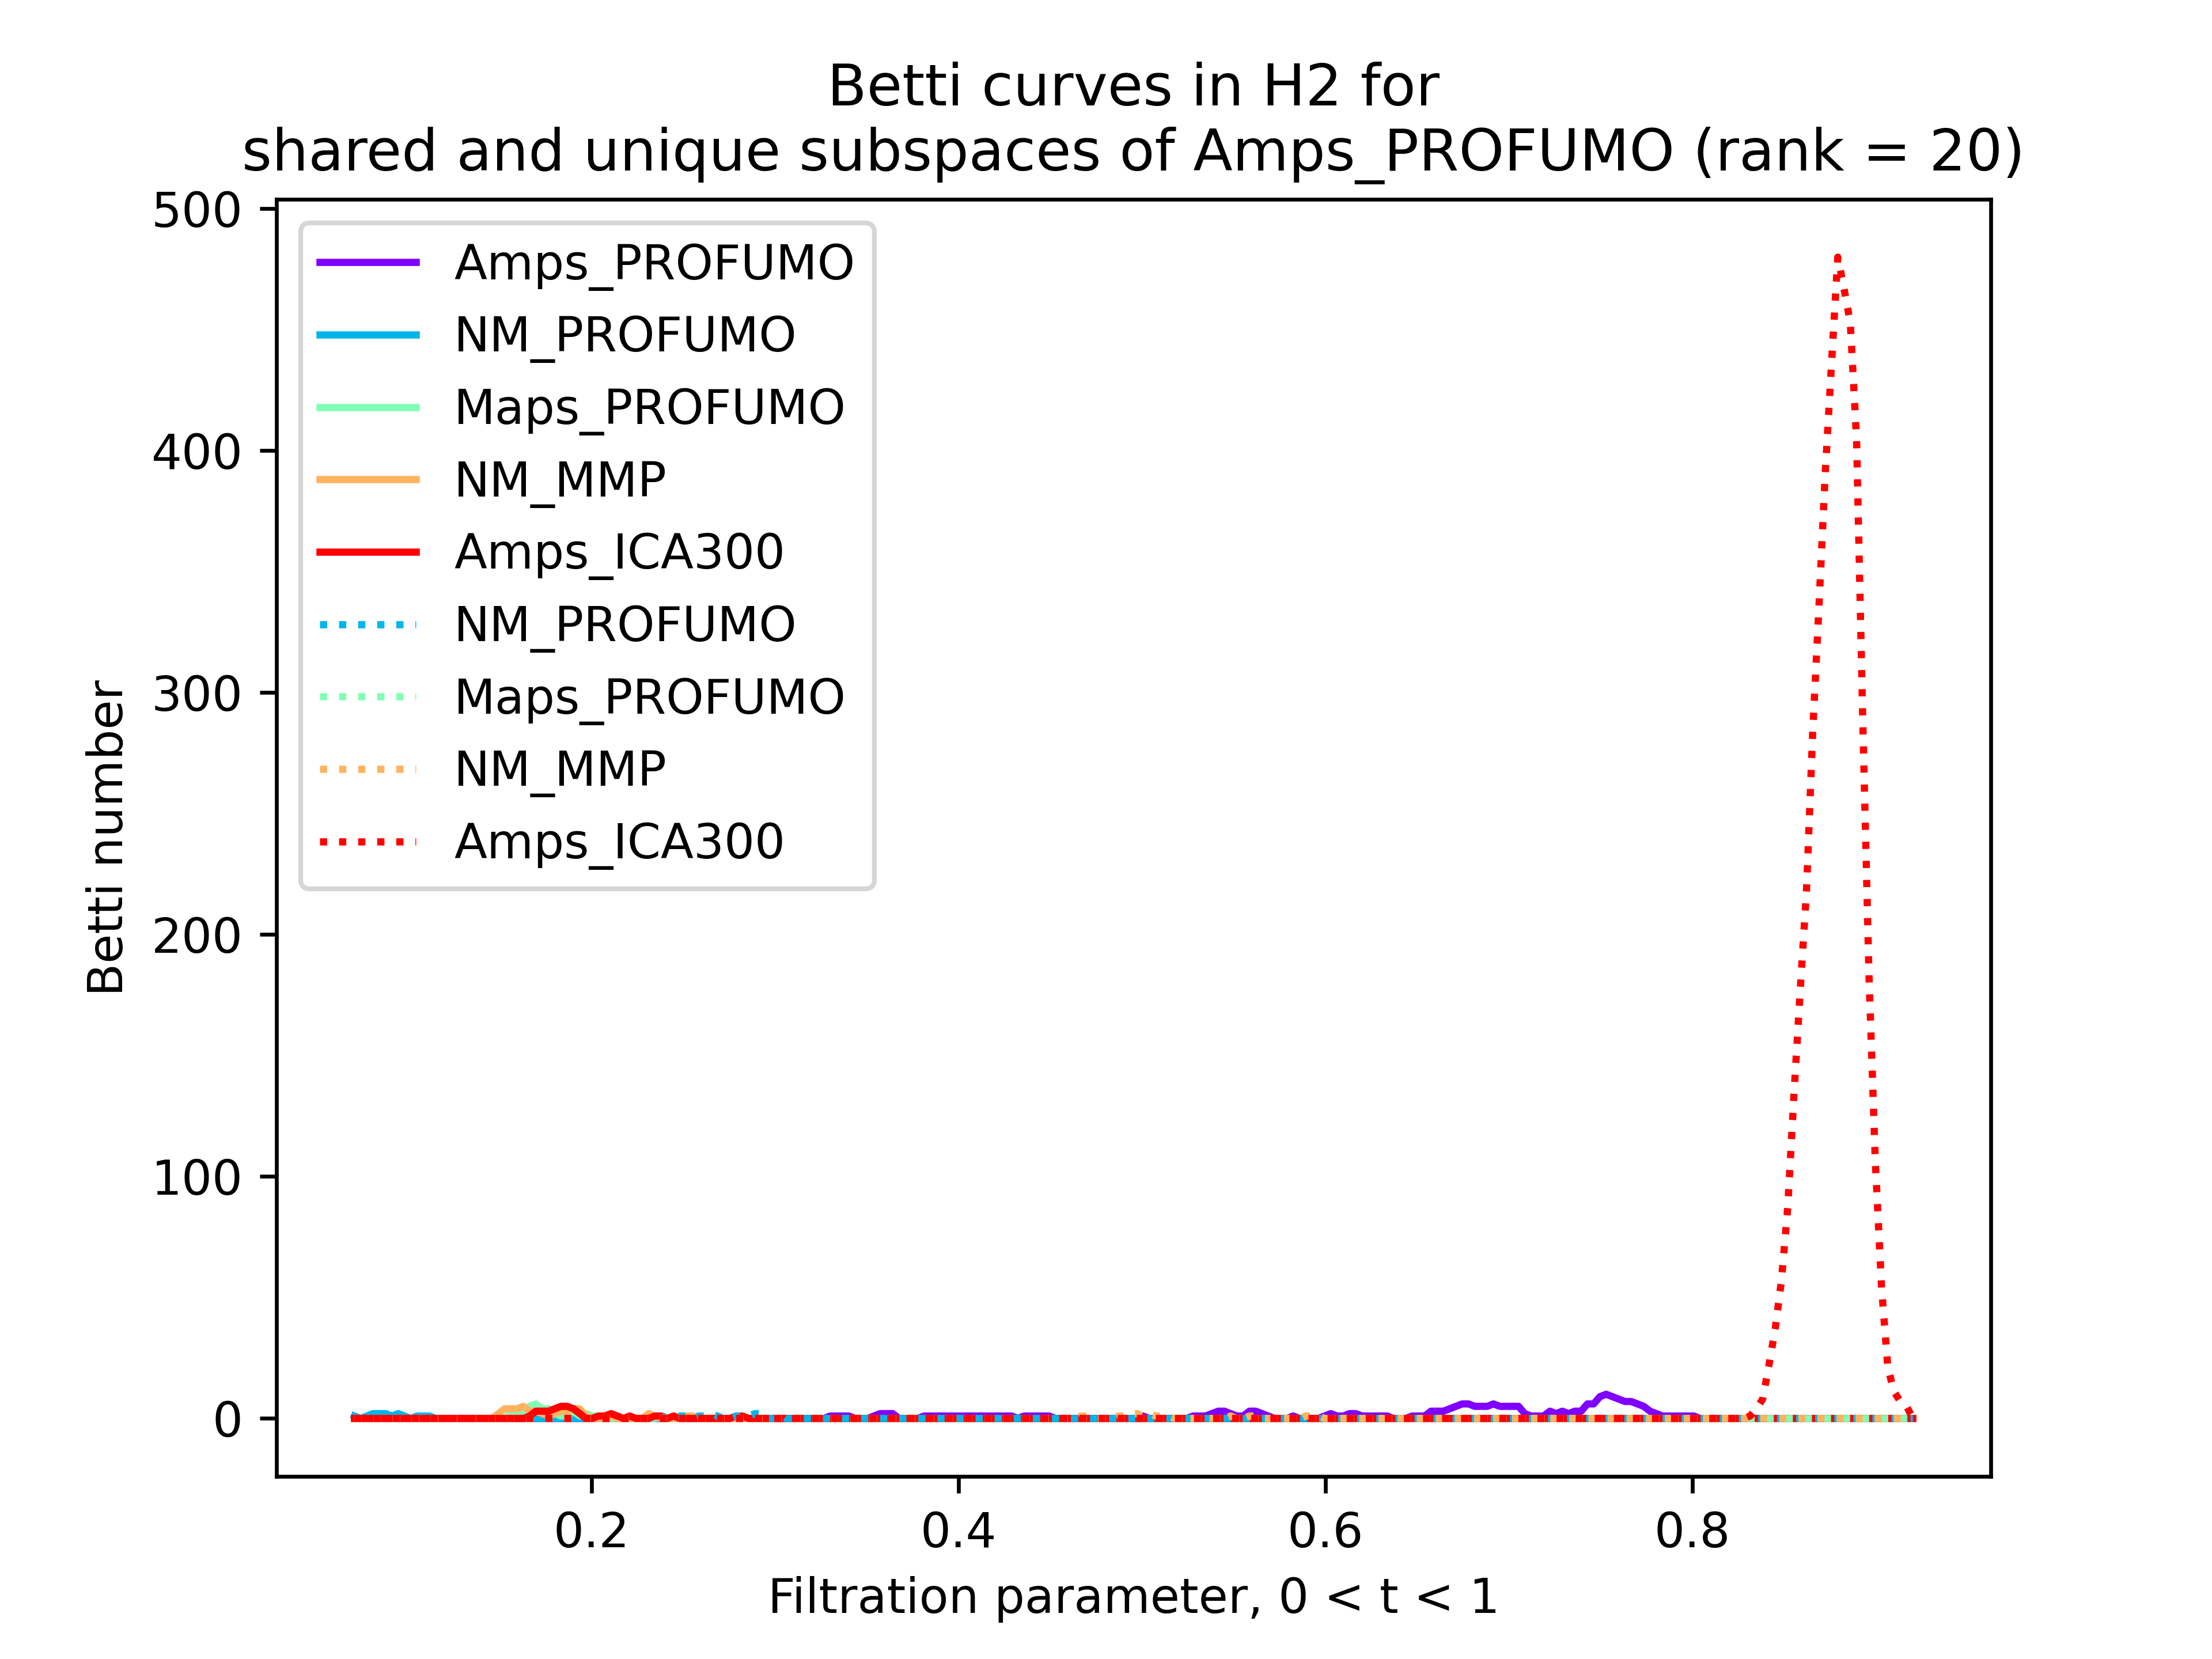 Betti curves in H2 for
shared and unique subspaces of Amps_PROFUMO (rank = 20)
500
400
300
200
100
0
Betti number
Amps_PROFUMO
NM_PROFUMO
Maps_PROFUMO
NM_MMP
Amps_ICA300
NM_PROFUMO
Maps_PROFUMO
NM_MMP
Amps_ICA300
0.2 0.4 0.6 0.8
Filtration parameter, 0 < t < 1